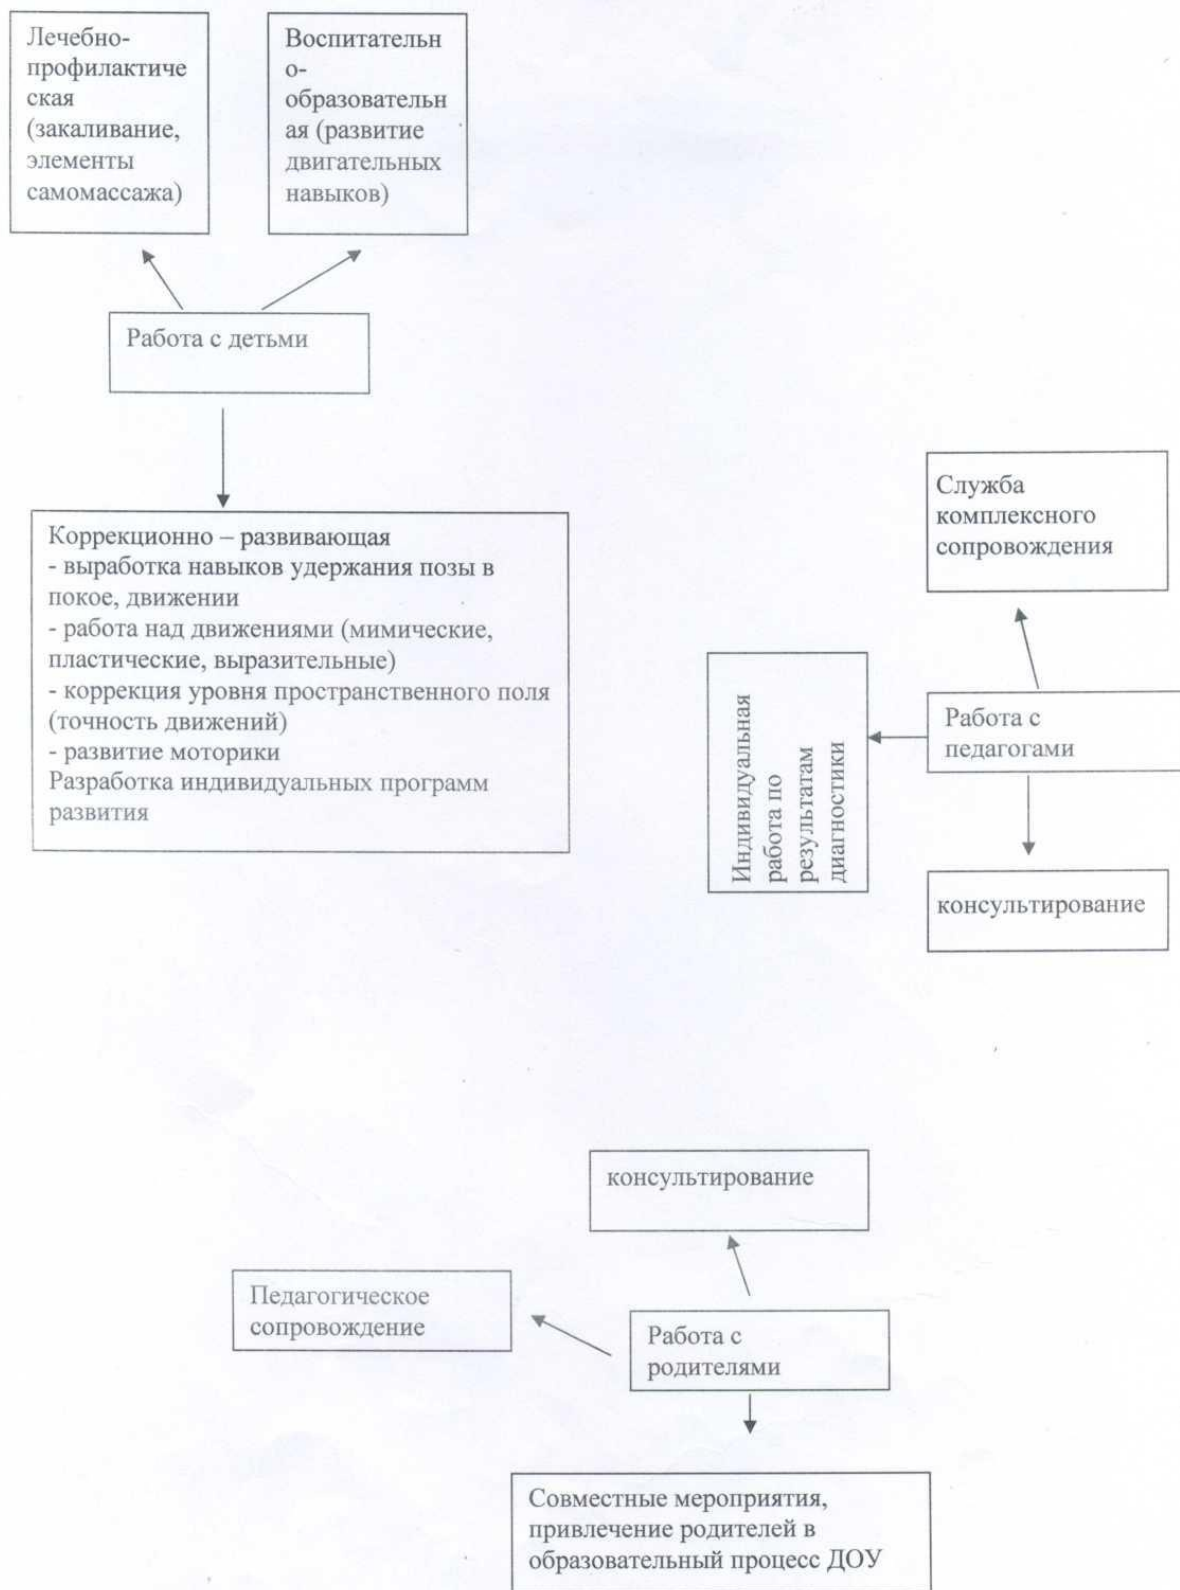 Лечебно-
профилактиче
ская
(закаливание,
элементы
самомассажа)
Воспитательн
о-
образовательн
ая (развитие
двигательных
навыков)
Работа с детьми
Коррекционно – развивающая
- выработка навыков удержания позы в
покое, движении
- работа над движениями (мимические,
пластические, выразительные)
- коррекция уровня пространственного поля
(точность движений)
- развитие моторики
Разработка индивидуальных программ
развития
Служба
комплексного
сопровождения
Индивидуальная
работа по
результатам
диагностики
Работа с
педагогами
консультирование
консультирование
Педагогическое
сопровождение
Работа с
родителями
Совместные мероприятия,
привлечение родителей в
образовательный процесс ДОУ